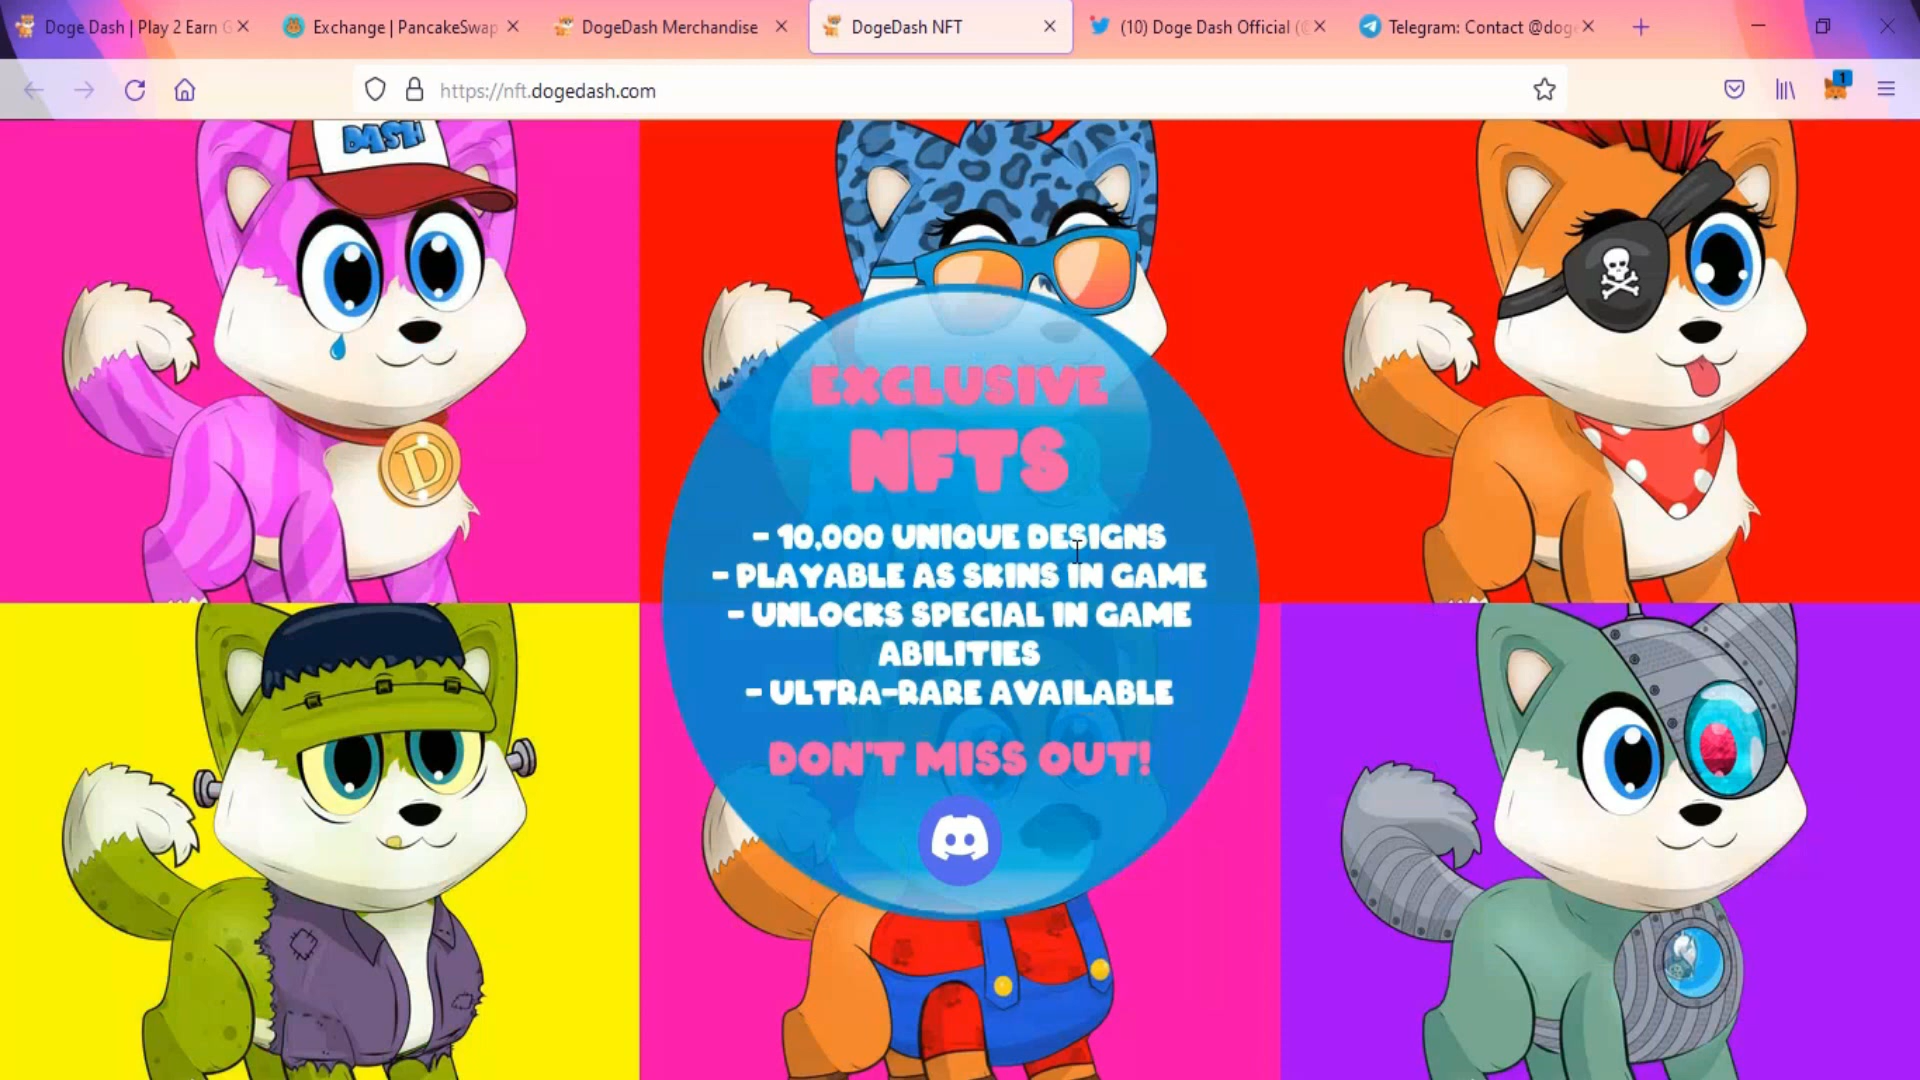 Doge Dash | Play 2 Earn G
Exchange | PancakeSwap
DogeDash Merchandise
DogeDash NFT
(10) Doge Dash Official (@
Telegram: Contact @doge
https://nft.dogedash.com
1
DASH
D
EXCLUSIVE
NFTS
- 10,000 UNIQUE DESIGNS
- PLAYABLE AS SKINS IN GAME
- UNLOCKS SPECIAL IN GAME
ABILITIES
- ULTRA-RARE AVAILABLE
DON'T MISS OUT!